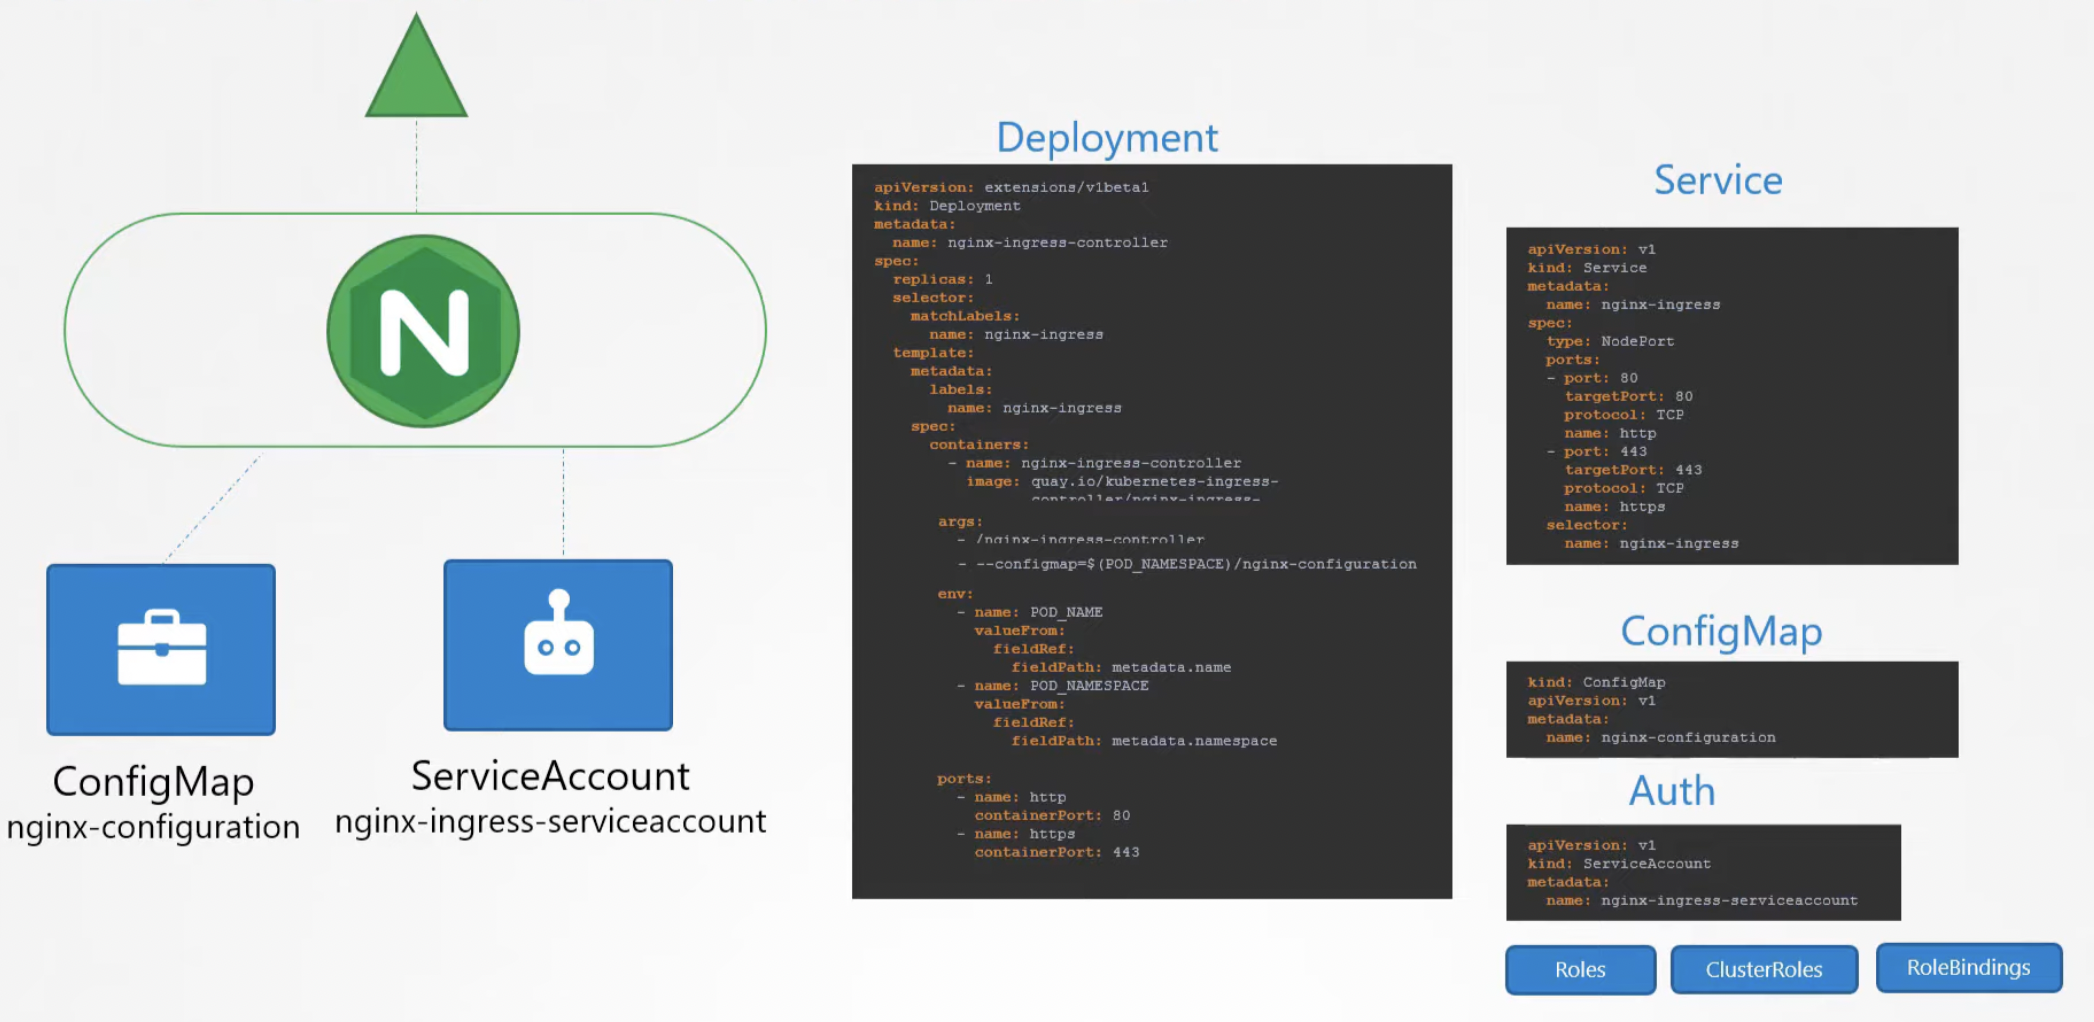 N
ConfigMap
nginx-configuration
ServiceAccount
nginx-ingress-serviceaccount
Deployment
apiVersion: extensions/v1beta1
kind: Deployment
metadata:
  name: nginx-ingress-controller
spec:
  replicas: 1
  selector:
    matchLabels:
      name: nginx-ingress
  template:
    metadata:
      labels:
        name: nginx-ingress
    spec:
      containers:
        - name: nginx-ingress-controller
          image: quay.io/kubernetes-ingress-
                 controller/nginx-ingress-
       args:
         - /nginx-ingress-controller
         - --configmap=$(POD_NAMESPACE)/nginx-configuration
       env:
         - name: POD_NAME
           valueFrom:
             fieldRef:
               fieldPath: metadata.name
         - name: POD_NAMESPACE
           valueFrom:
             fieldRef:
               fieldPath: metadata.namespace
       ports:
         - name: http
           containerPort: 80
         - name: https
           containerPort: 443
Service
apiVersion: v1
kind: Service
metadata:
  name: nginx-ingress
spec:
  type: NodePort
  ports:
  - port: 80
    targetPort: 80
    protocol: TCP
    name: http
  - port: 443
    targetPort: 443
    protocol: TCP
    name: https
  selector:
    name: nginx-ingress
ConfigMap
kind: ConfigMap
apiVersion: v1
metadata:
  name: nginx-configuration
Auth
apiVersion: v1
kind: ServiceAccount
metadata:
  name: nginx-ingress-serviceaccount
Roles
ClusterRoles
RoleBindings